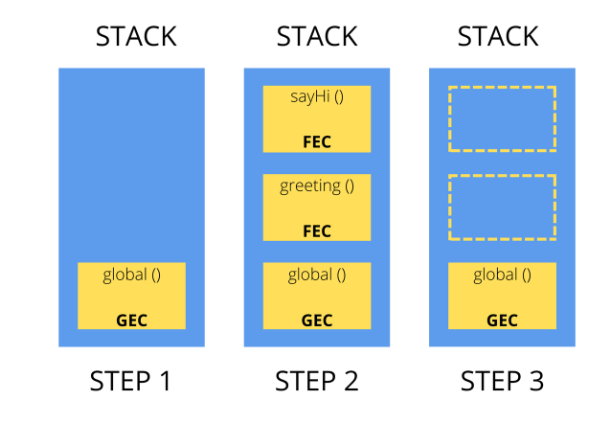 STACK
STACK
STACK
global ()
GEC
sayHi ()
FEC
greeting ()
FEC
global ()
GEC
global ()
GEC
STEP 1
STEP 2
STEP 3